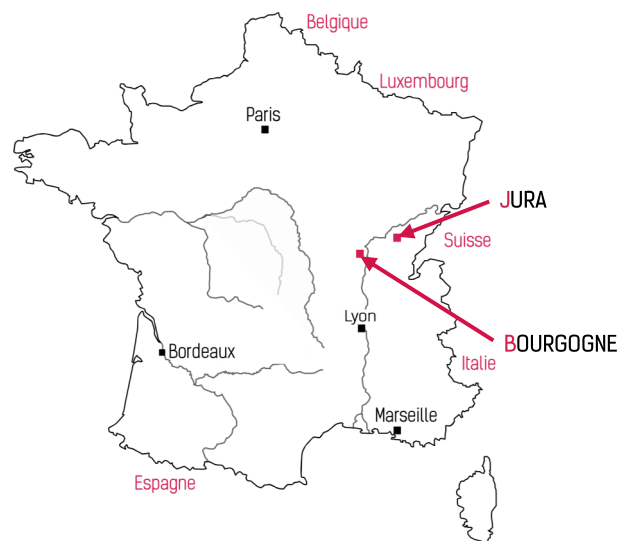 Belgique
Luxembourg
Paris
JURA
Suisse
Lyon
BOURGOGNE
Bordeaux
Italie
Marseille
Espagne